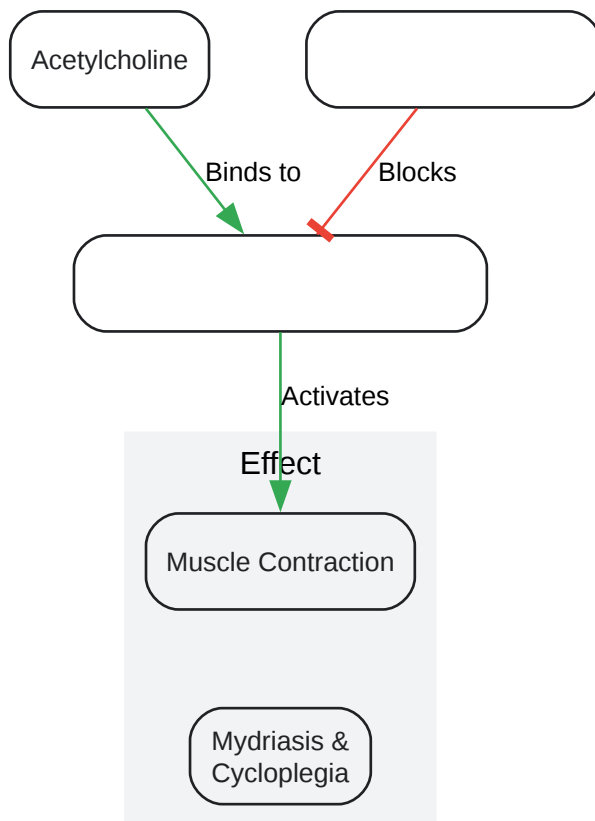 Acetylcholine
Binds to
Blocks
Activates
Effect
Muscle Contraction
Mydriasis &
Cycloplegia